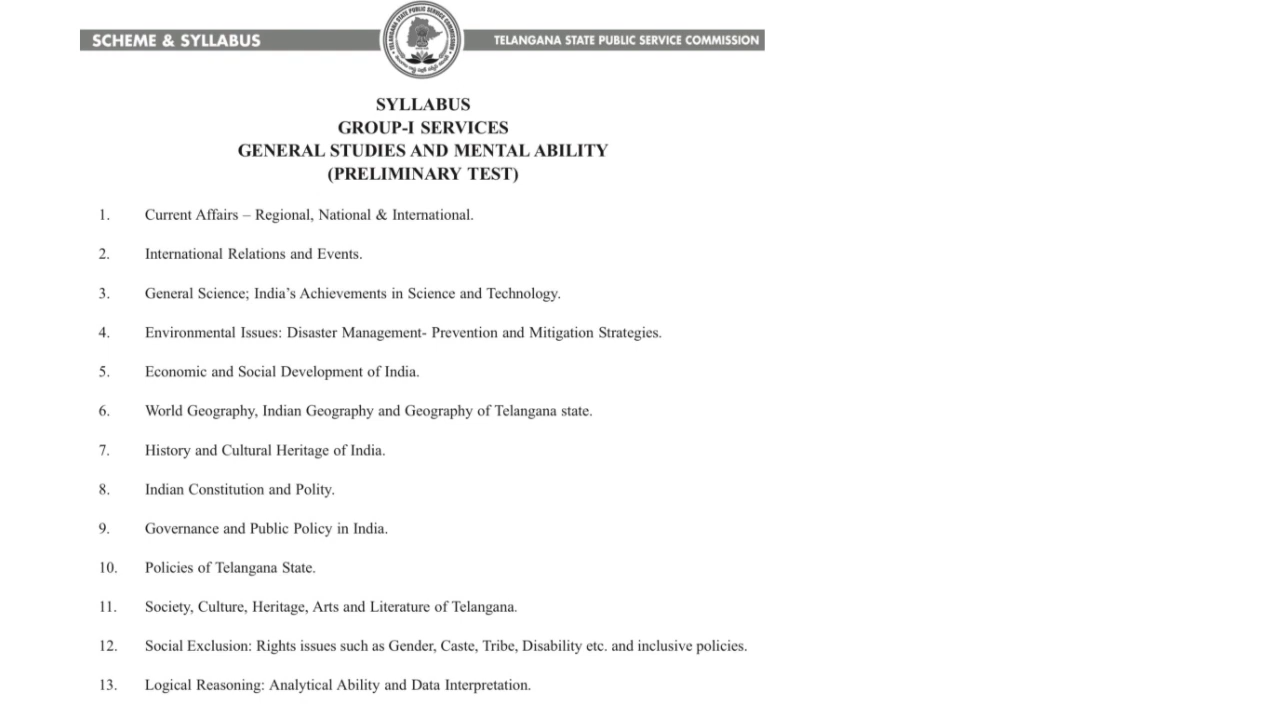 SCHEME & SYLLABUS
TELANGANA STATE PUBLIC SERVICE COMMISSION
TELANGANA STATE PUBLIC SERVICE COMMISSION
SYLLABUS
GROUP-I SERVICES
GENERAL STUDIES AND MENTAL ABILITY
(PRELIMINARY TEST)
1. Current Affairs – Regional, National & International.
2. International Relations and Events.
3. General Science; India’s Achievements in Science and Technology.
4. Environmental Issues: Disaster Management- Prevention and Mitigation Strategies.
5. Economic and Social Development of India.
6. World Geography, Indian Geography and Geography of Telangana state.
7. History and Cultural Heritage of India.
8. Indian Constitution and Polity.
9. Governance and Public Policy in India.
10. Policies of Telangana State.
11. Society, Culture, Heritage, Arts and Literature of Telangana.
12. Social Exclusion: Rights issues such as Gender, Caste, Tribe, Disability etc. and inclusive policies.
13. Logical Reasoning: Analytical Ability and Data Interpretation.